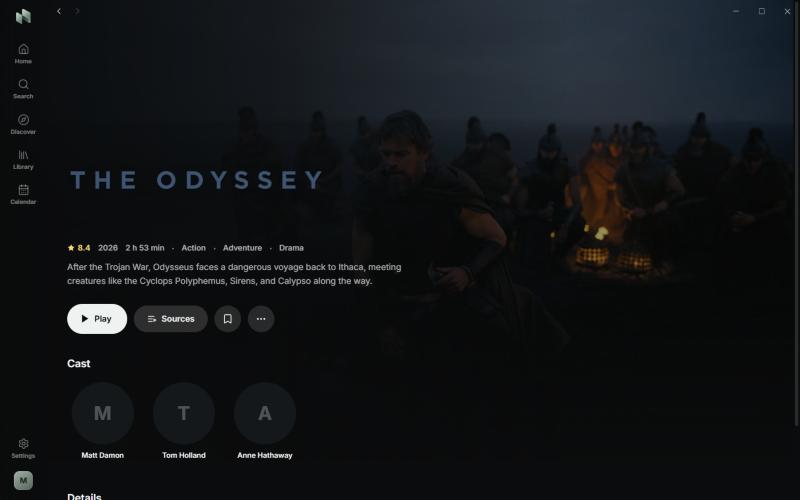 Home
Search
Discover
Library
Calendar
THE ODYSSEY
8.4 2026 2 h 53 min · Action · Adventure · Drama
After the Trojan War, Odysseus faces a dangerous voyage back to Ithaca, meeting
creatures like the Cyclops Polyphemus, Sirens, and Calypso along the way.
Play Sources
Cast
M T A
Matt Damon Tom Holland Anne Hathaway
Settings
M
Details